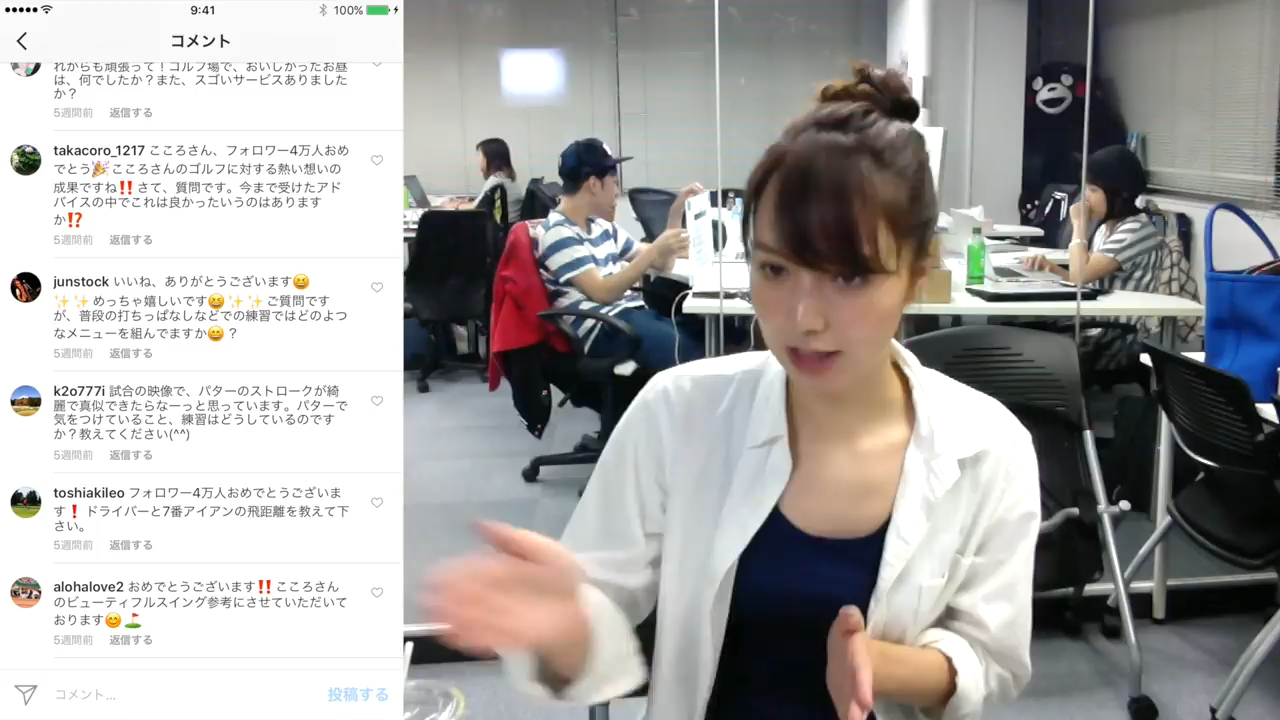 9:41
100%
コメント
れからも頑張って！ゴルフ場で、おいしかったお昼
は、何でしたか？また、スゴいサービスありました
か？
5週間前 返信する
takacoro_1217 こころさん、フォロワー4万人おめ
でとう🎉こころさんのゴルフに対する熱い想いの
成果ですね‼️さて、質問です。今まで受けたアド
バイスの中でこれは良かったいうのはあります
か⁉️
5週間前 返信する
junstock いいね、ありがとうございます😆
✨✨めっちゃ嬉しいです😆✨✨ご質問です
が、普段の打ちっぱなしなどでの練習ではどのよう
なメニューを組んでますか😄？
5週間前 返信する
k2o777i 試合の映像で、パターのストロークが綺
麗で真似できたらなーっと思っています。パターで
気をつけていること、練習はどうしているのです
か？教えてください(^^)
5週間前 返信する
toshiakileo フォロワー4万人おめでとうございま
す❗ドライバーと7番アイアンの飛距離を教えて下
さい。
5週間前 返信する
alohalove2 おめでとうございます‼️こころさん
のビューティフルスイング参考にさせていただいて
おります😊⛳
5週間前 返信する
コメント... 投稿する